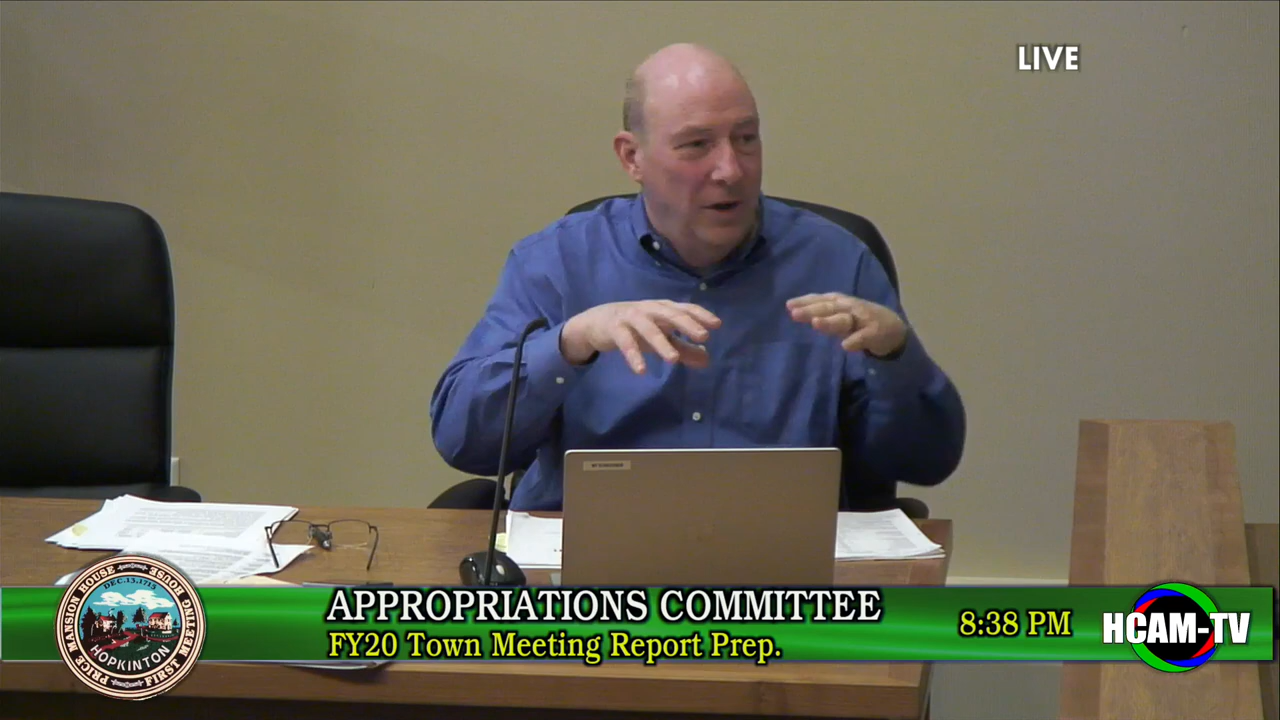 LIVE
APPROPRIATIONS COMMITTEE
FY20 Town Meeting Report Prep.
8:38 PM
HCAM-TV
PRICE MANSION HOUSE
FIRST MEETING HOUSE
DEC.13.1715
HOPKINTON